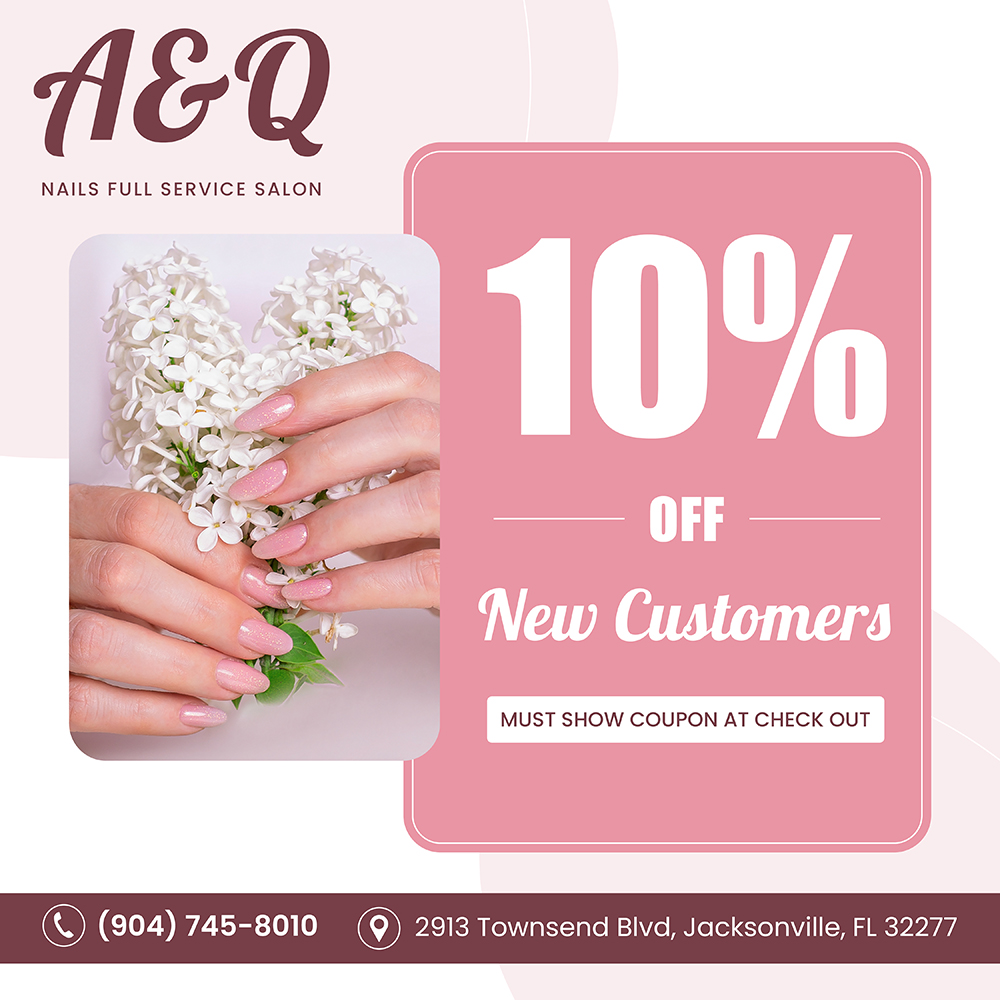 A&Q
NAILS FULL SERVICE SALON
10%
OFF
New Customers
MUST SHOW COUPON AT CHECK OUT
(904) 745-8010
2913 Townsend Blvd, Jacksonville, FL 32277